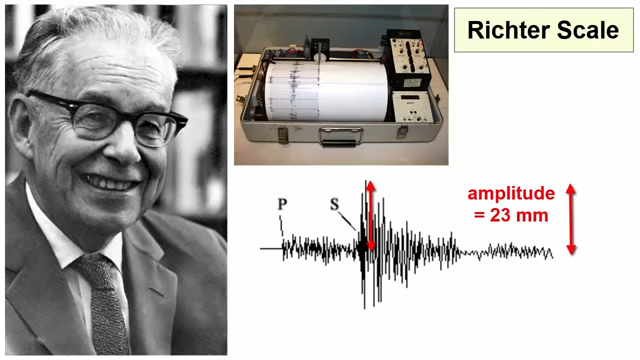 Richter Scale
P
S
amplitude
= 23 mm